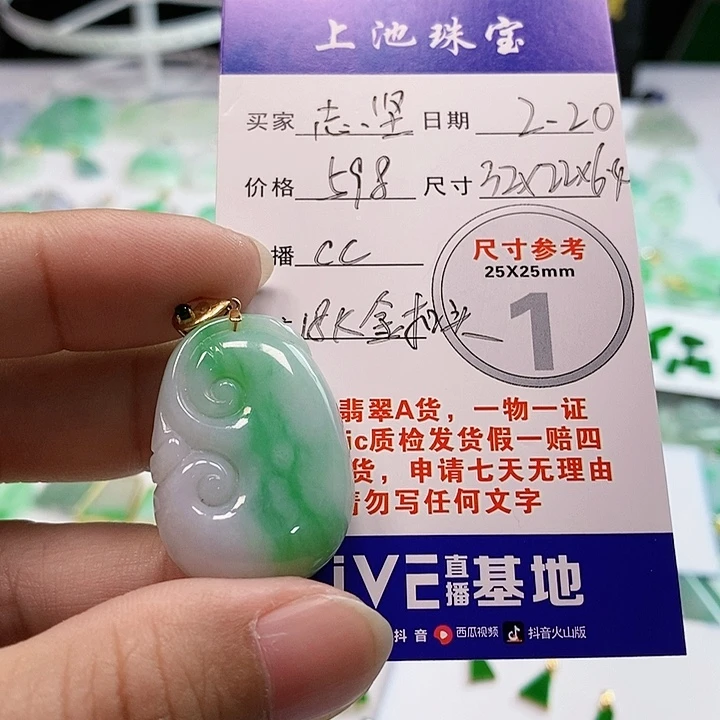 上池珠宝
买家 志坚 日期 2-20
价格 598 尺寸 32X22X6.4
播 CC
18K金扣头
尺寸参考
25X25mm
1
翡翠A货，一物一证
ic质检发货假一赔四
货，申请七天无理由
请勿写任何文字
iVE直播基地
抖音 西瓜视频 抖音火山版